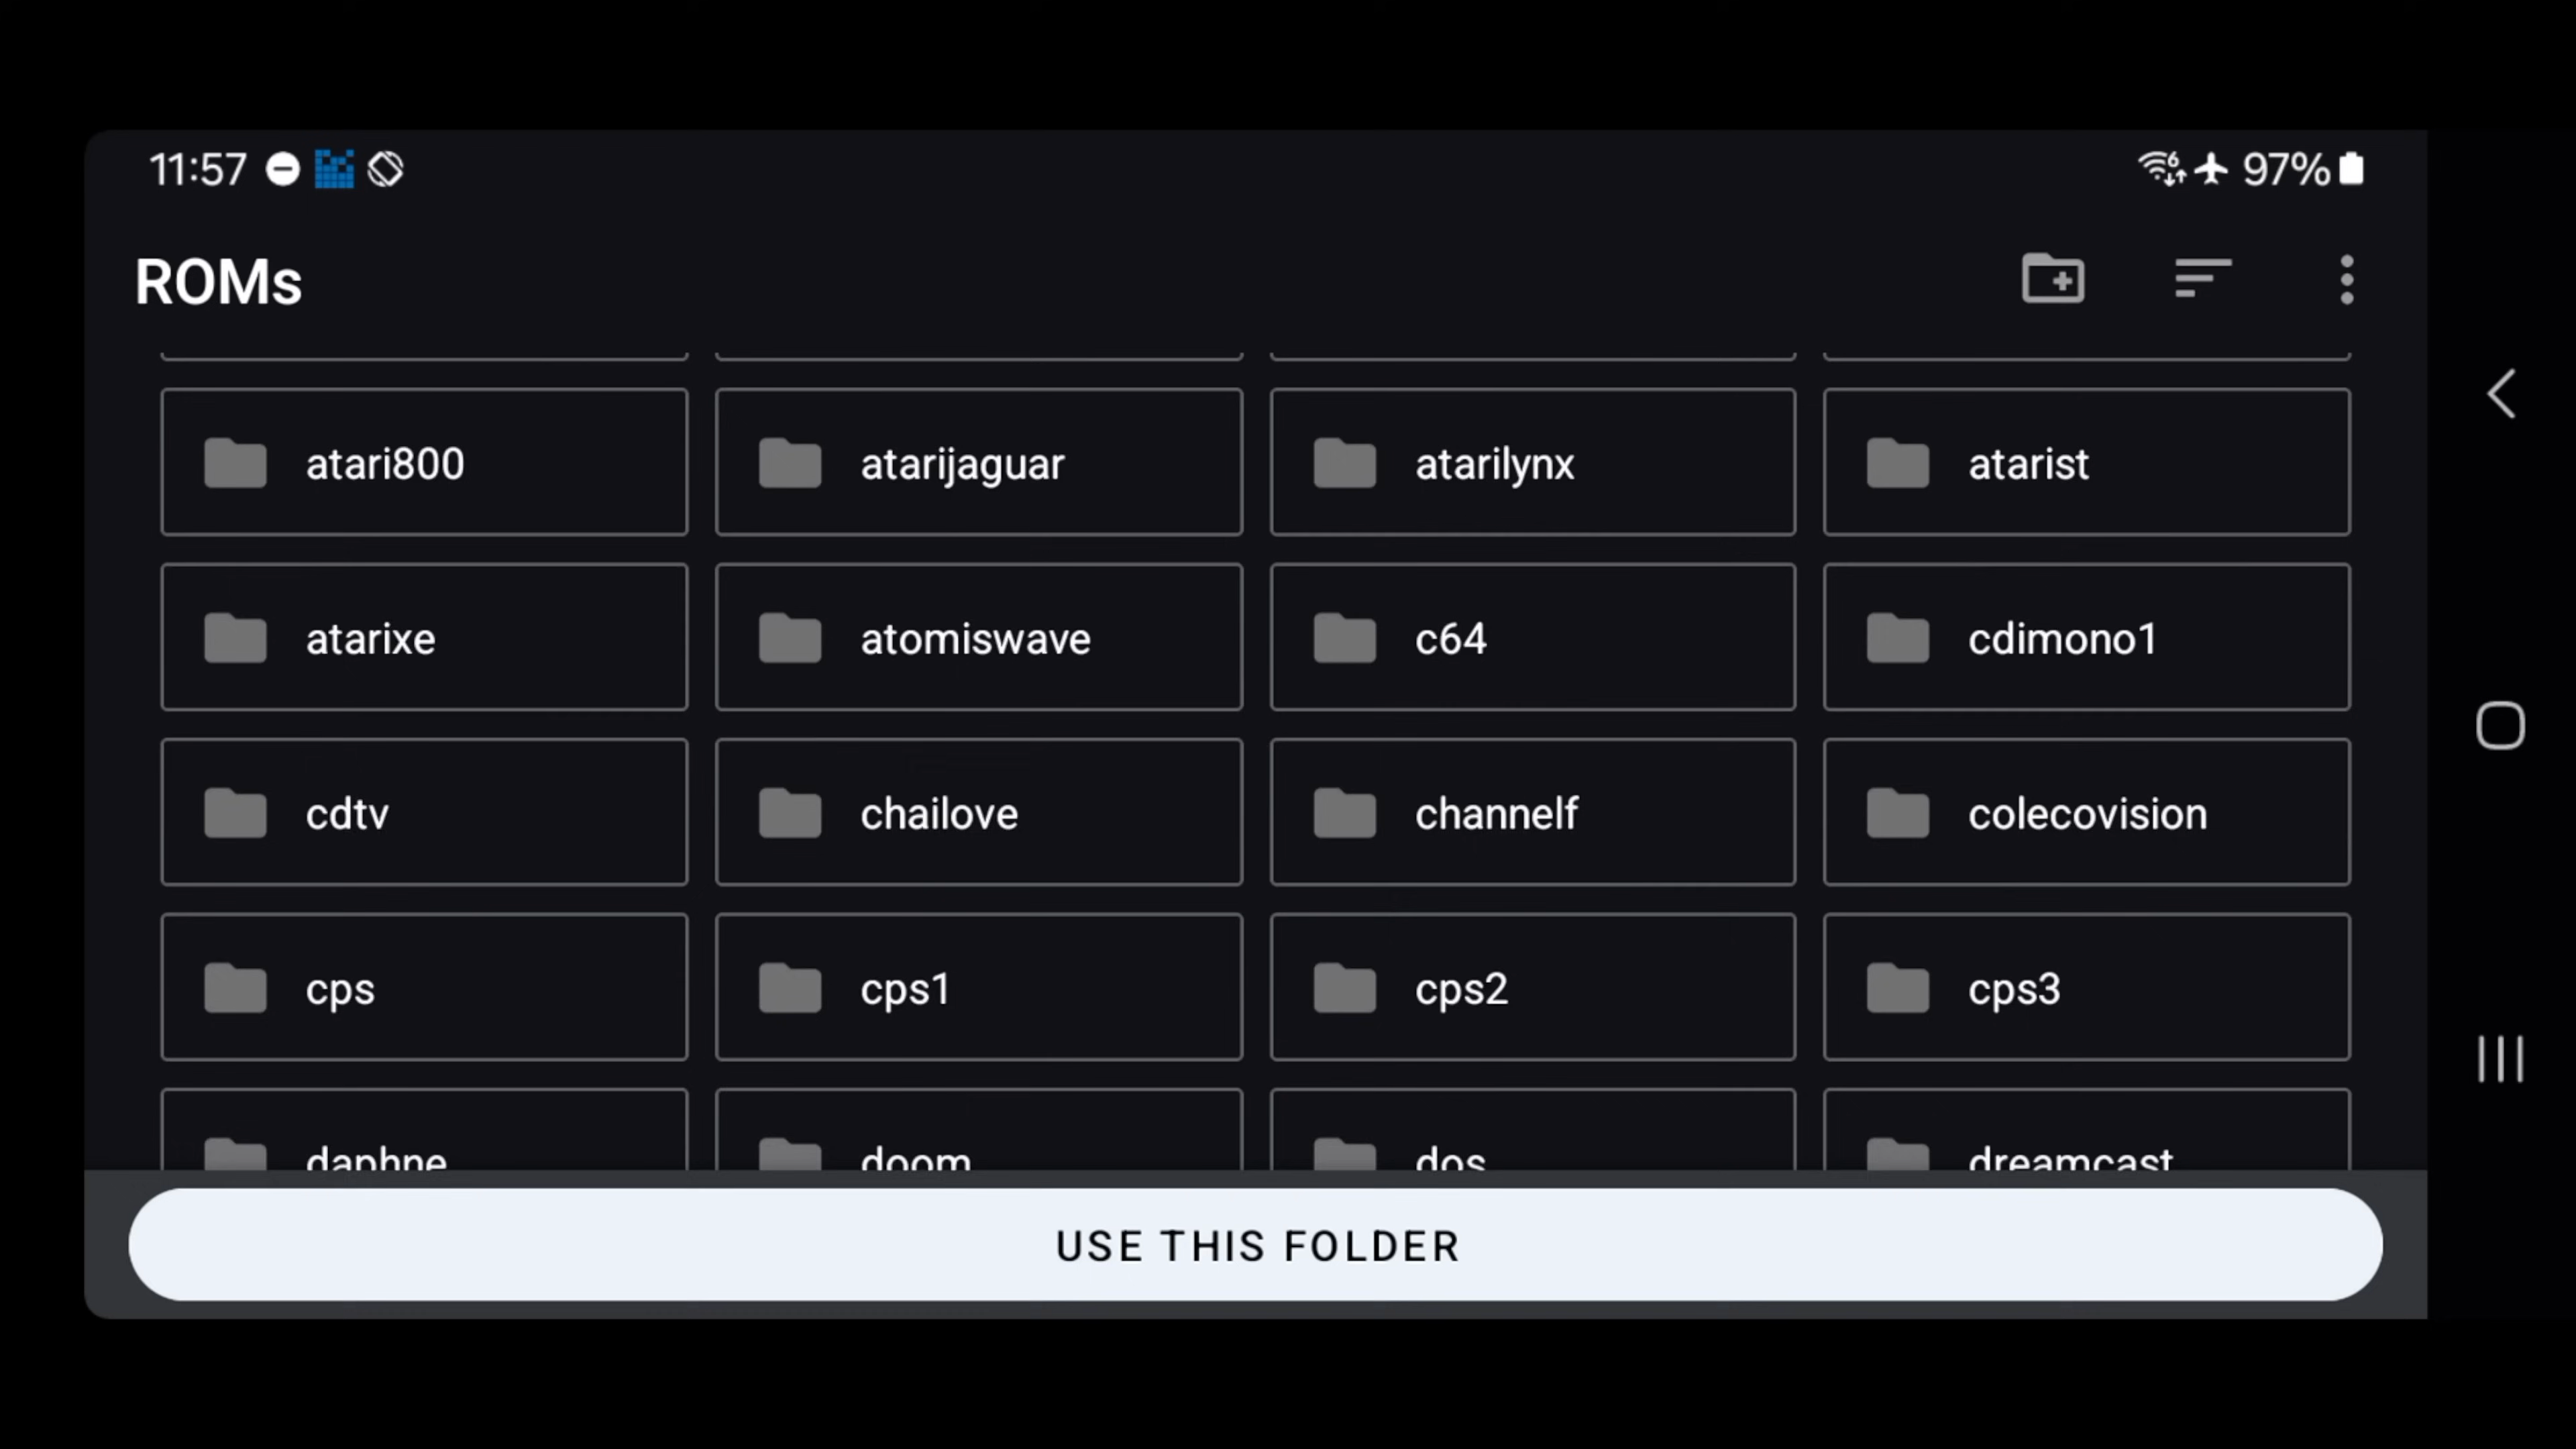 11:57
97%
ROMs
atari800 atarijaguar atarilynx atarist
atarixe atomiswave c64 cdimono1
cdtv chailove channelf colecovision
cps cps1 cps2 cps3
daphne doom dos dreamcast
USE THIS FOLDER